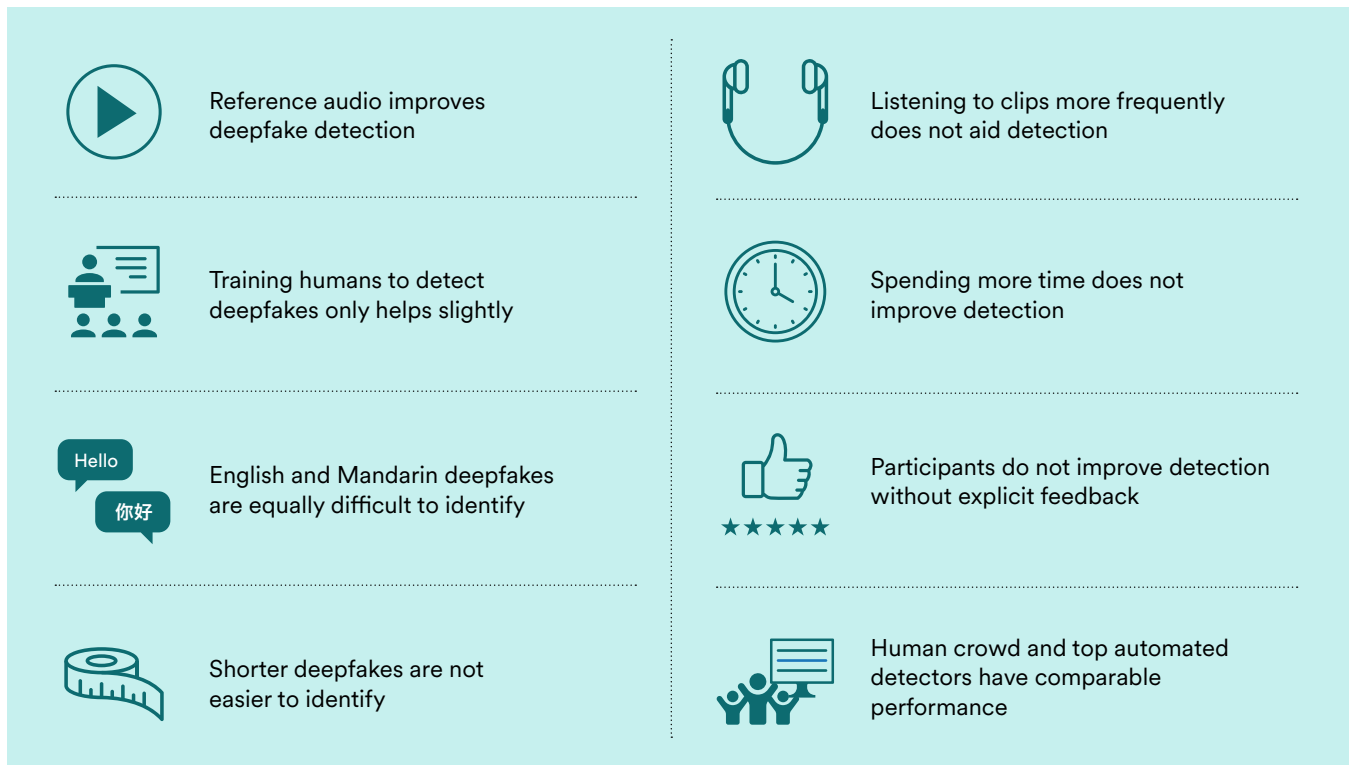 Reference audio improves
deepfake detection
Training humans to detect
deepfakes only helps slightly
Hello
你好
English and Mandarin deepfakes
are equally difficult to identify
Shorter deepfakes are not
easier to identify
Listening to clips more frequently
does not aid detection
Spending more time does not
improve detection
Participants do not improve detection
without explicit feedback
Human crowd and top automated
detectors have comparable
performance